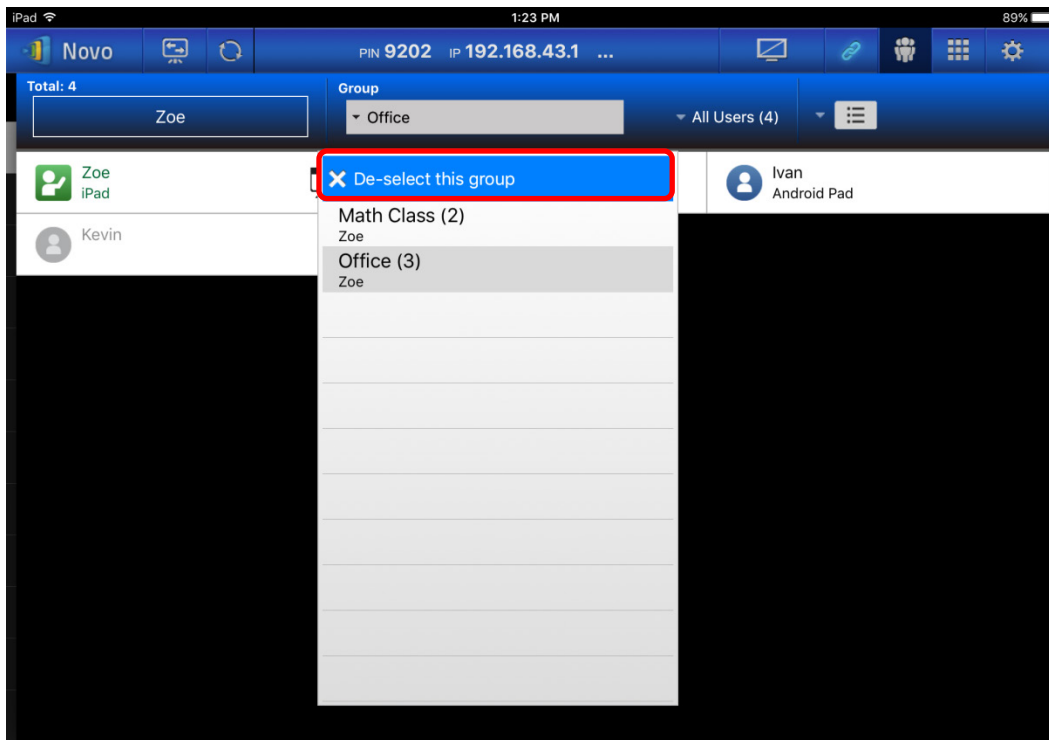 iPad 1:23 PM 89%
Novo PIN 9202 IP 192.168.43.1 ...
Total: 4
Zoe
Group
Office
All Users (4)
Zoe
iPad
De-select this group
Ivan
Android Pad
Kevin
Math Class (2)
Zoe
Office (3)
Zoe